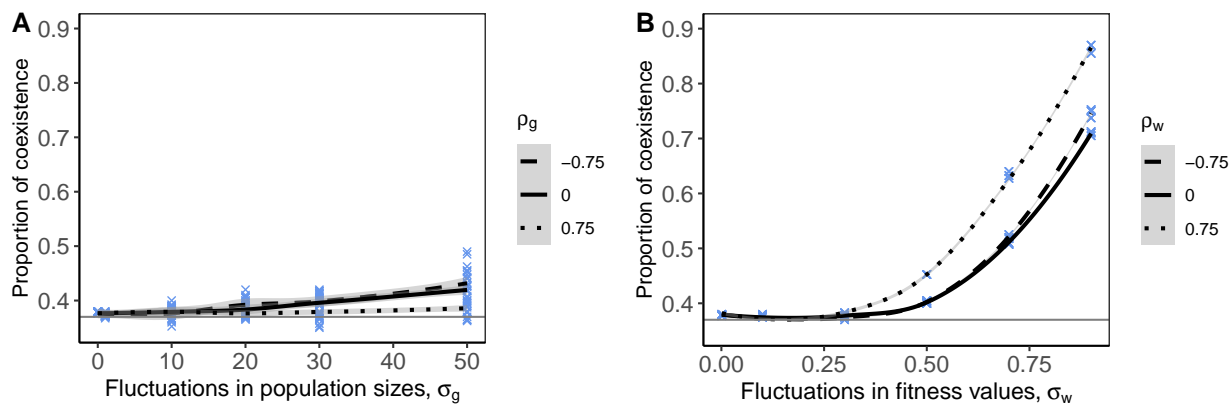 A
0.9
0.8
0.7
0.6
0.5
0.4
Proportion of coexistence
0 10 20 30 40 50
Fluctuations in population sizes, σg
ρg
−0.75
0
0.75
B
0.9
0.8
0.7
0.6
0.5
0.4
Proportion of coexistence
0.00 0.25 0.50 0.75
Fluctuations in fitness values, σw
ρw
−0.75
0
0.75